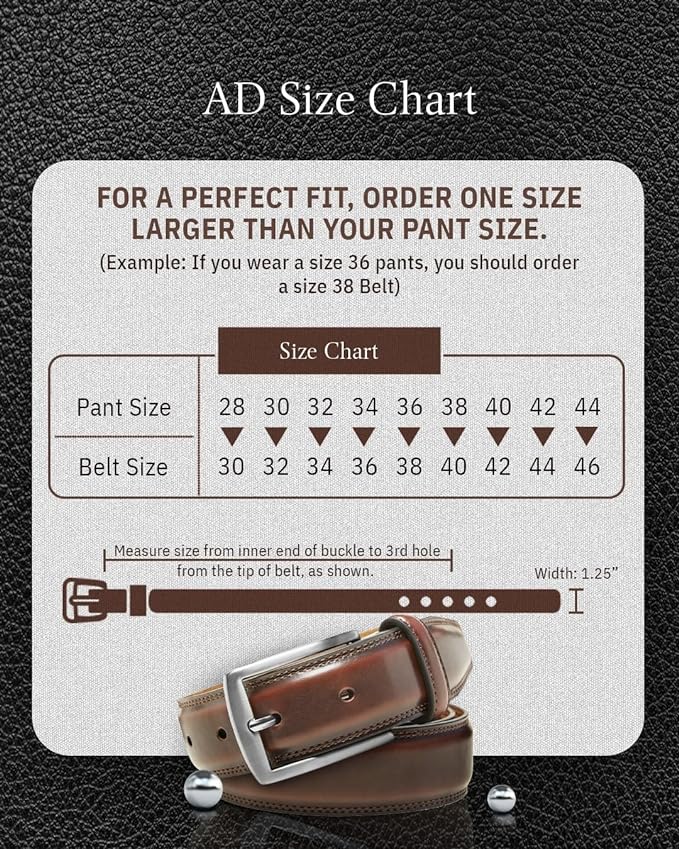 AD Size Chart
FOR A PERFECT FIT, ORDER ONE SIZE
LARGER THAN YOUR PANT SIZE.
(Example: If you wear a size 36 pants, you should order
a size 38 Belt)
Size Chart
Pant Size 28 30 32 34 36 38 40 42 44
Belt Size 30 32 34 36 38 40 42 44 46
Measure size from inner end of buckle to 3rd hole
from the tip of belt, as shown.
Width: 1.25”